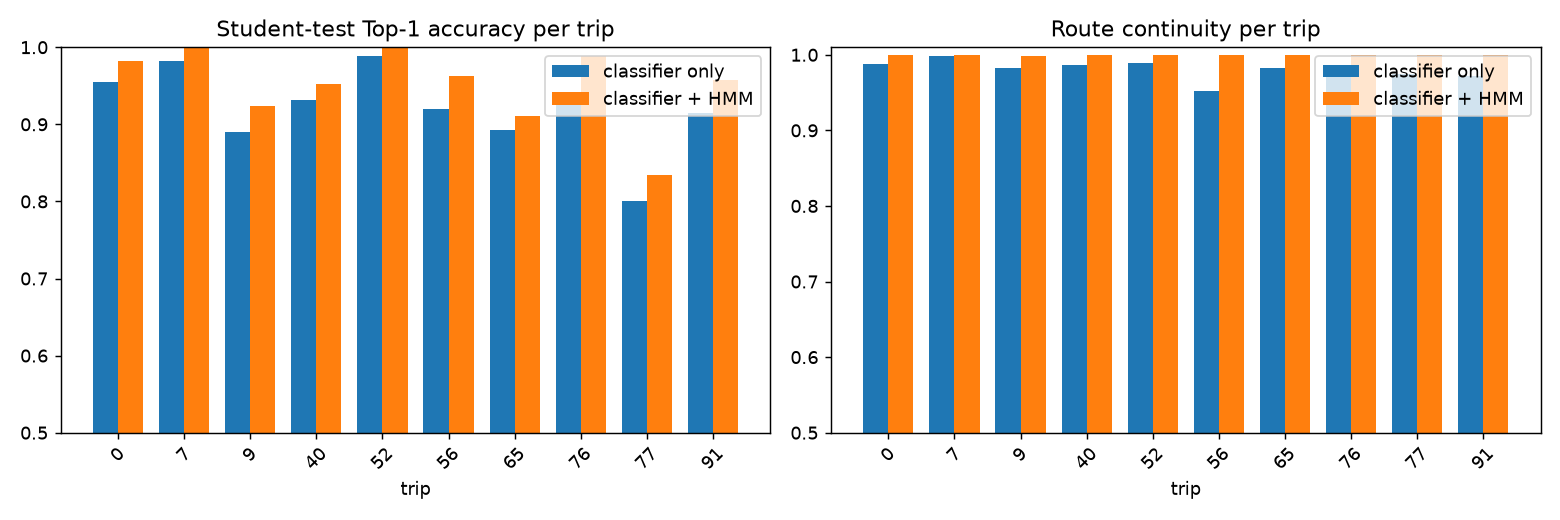 Student-test Top-1 accuracy per trip
1.0
0.9
0.8
0.7
0.6
0.5
classifier only
classifier + HMM
0 7 9 40 52 56 65 76 77 91
trip
Route continuity per trip
1.0
0.9
0.8
0.7
0.6
0.5
classifier only
classifier + HMM
0 7 9 40 52 56 65 76 77 91
trip